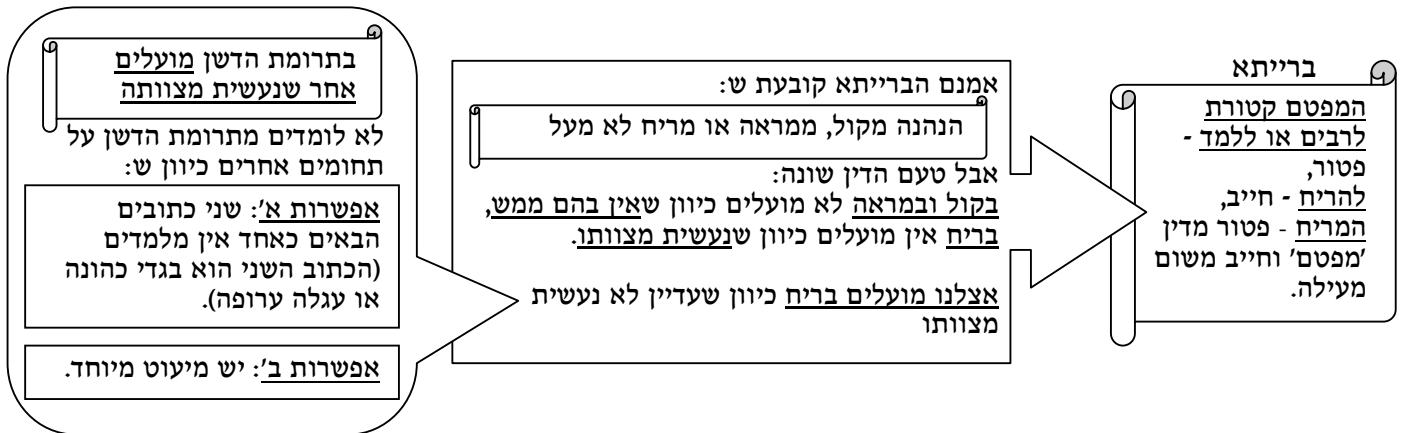 ברייתא
המפטם קטורת
לרבים או ללמד -
פטור,
להריח - חייב,
המריח - פטור מדין
'מפטם' וחייב משום
מעילה.
אמנם הברייתא קובעת ש:
הנהנה מקול, ממראה או מריח לא מעל
אבל טעם הדין שונה:
בקול ובמראה לא מועלים כיוון שאין בהם ממש,
בריח אין מועלים כיוון שנעשית מצוותו.
אצלנו מועלים בריח כיוון שעדיין לא נעשית
מצוותו
בתרומת הדשן מועלים
אחר שנעשית מצוותה
לא לומדים מתרומת הדשן על
תחומים אחרים כיוון ש:
אפשרות א': שני כתובים
הבאים כאחד אין מלמדים
(הכתוב השני הוא בגדי כהונה
או עגלה ערופה).
אפשרות ב': יש מיעוט מיוחד.